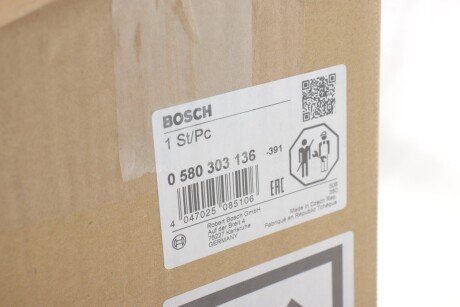 BOSCH
1 St/Pc
0 580 303 136 -391
4 047025 085106
EAC
Robert Bosch GmbH
Auf der Breit 4
76227 Karlsruhe
GERMANY
Made in Czech Rep.
Fabriqué en République Tchèque